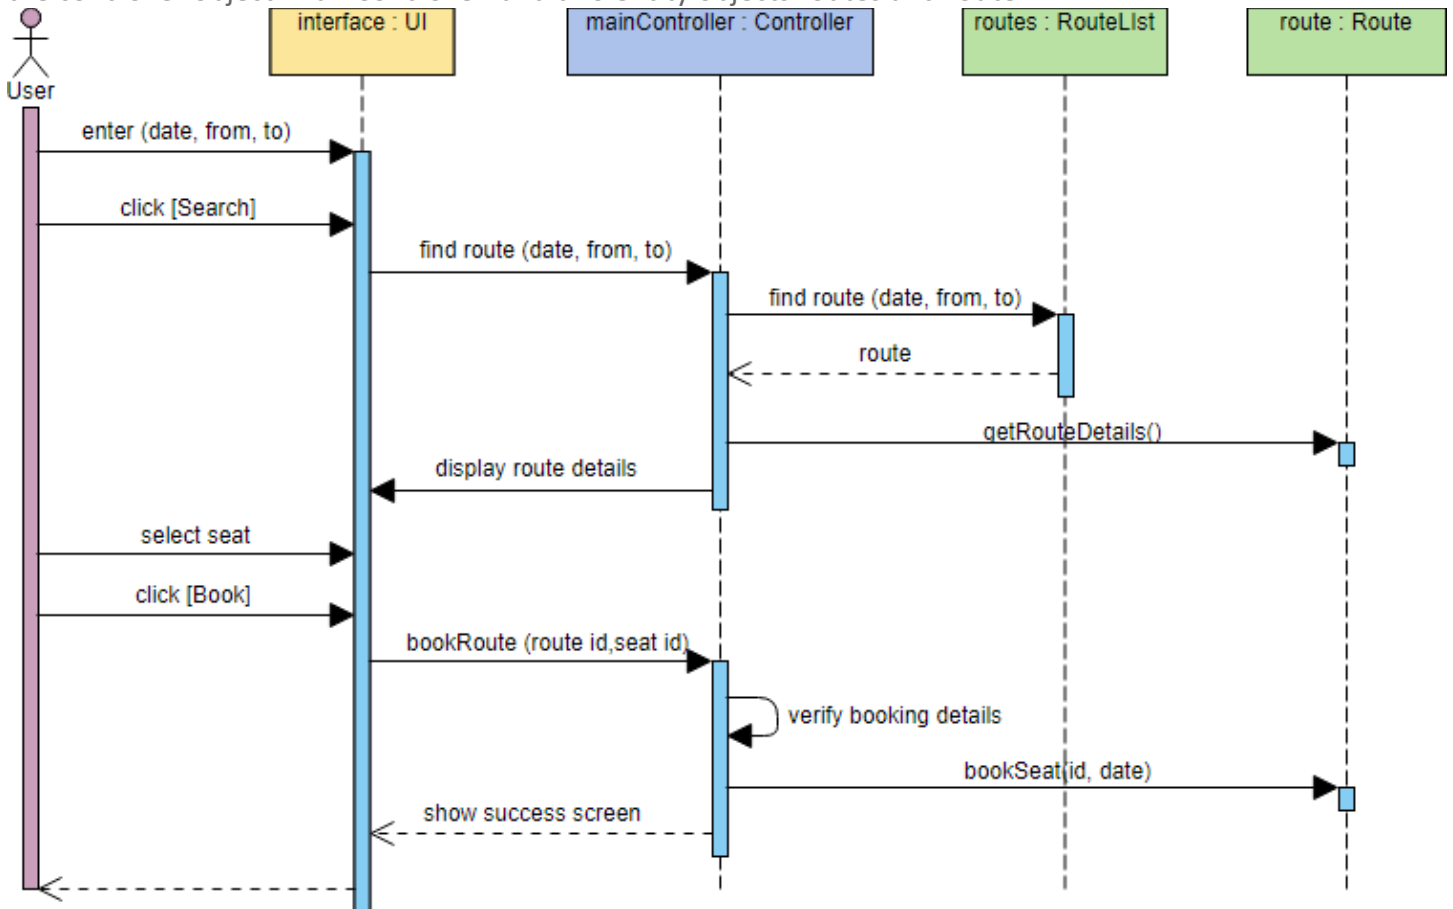 interface : UI
mainController : Controller
routes : RouteLIst
route : Route
User
enter (date, from, to)
click [Search]
find route (date, from, to)
find route (date, from, to)
route
getRouteDetails()
display route details
select seat
click [Book]
bookRoute (route id,seat id)
verify booking details
bookSeat(id, date)
show success screen